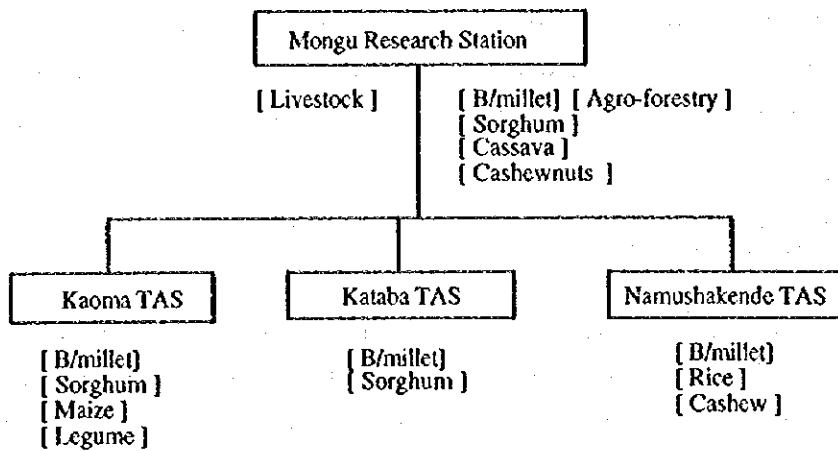 Mongu Research Station
[ Livestock ]
[ B/millet] [ Agro-forestry ]
[ Sorghum ]
[ Cassava ]
[ Cashewnuts ]
Kaoma TAS
Kataba TAS
Namushakende TAS
[ B/millet]
[ Sorghum ]
[ Maize ]
[ Legume ]
[ B/millet]
[ Sorghum ]
[ B/millet]
[ Rice ]
[ Cashew ]